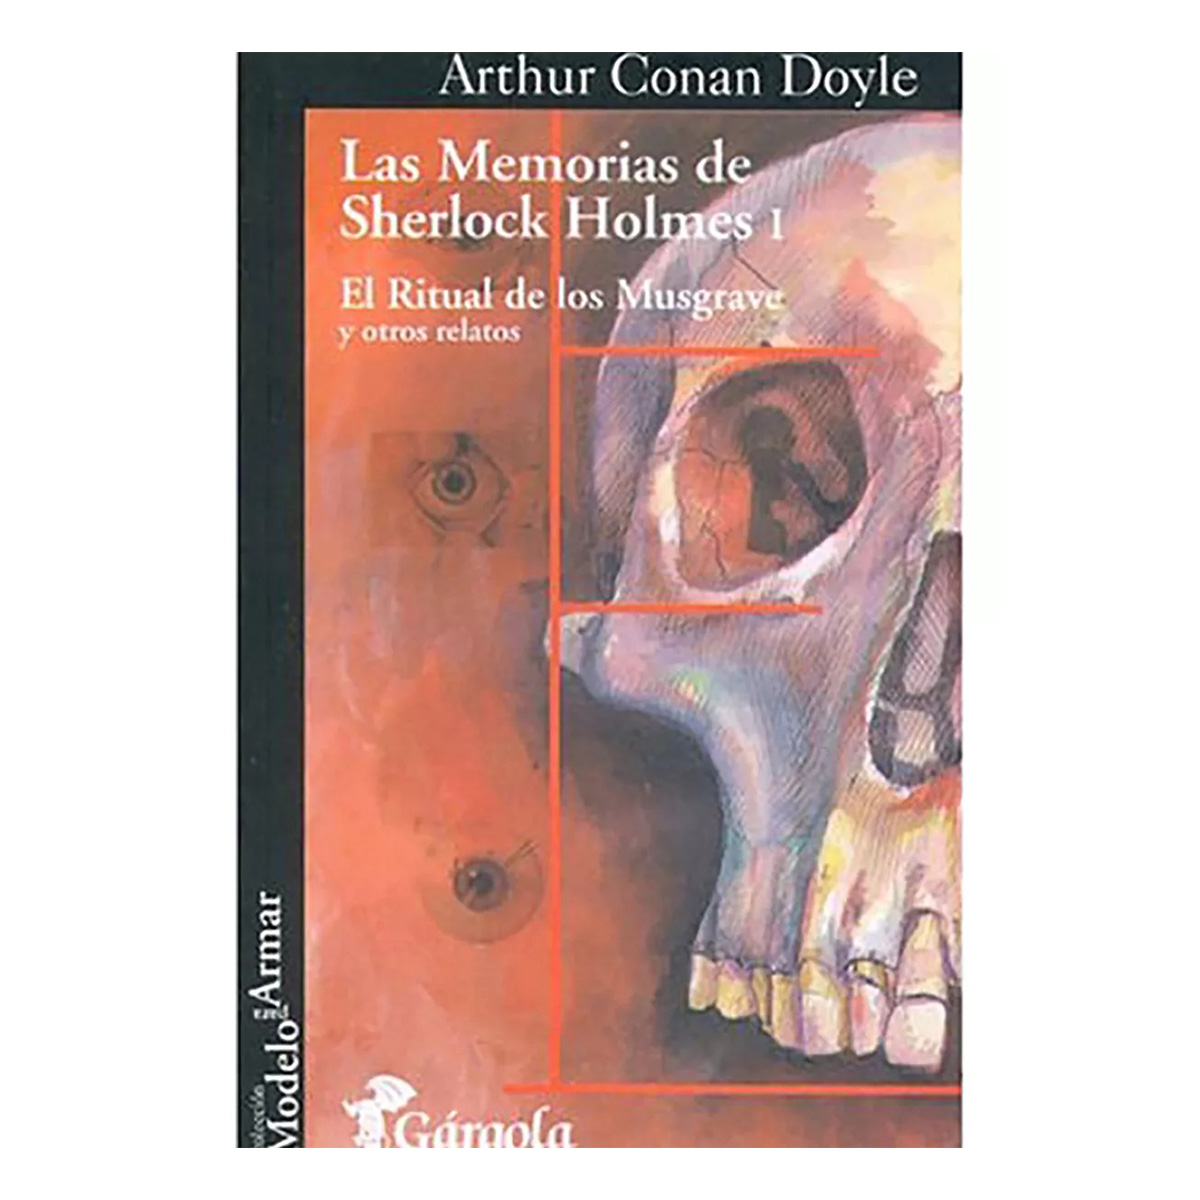 Arthur Conan Doyle
Las Memorias de
Sherlock Holmes I
El Ritual de los Musgrave
y otros relatos
colección
Modelo para Armar
Gárgola